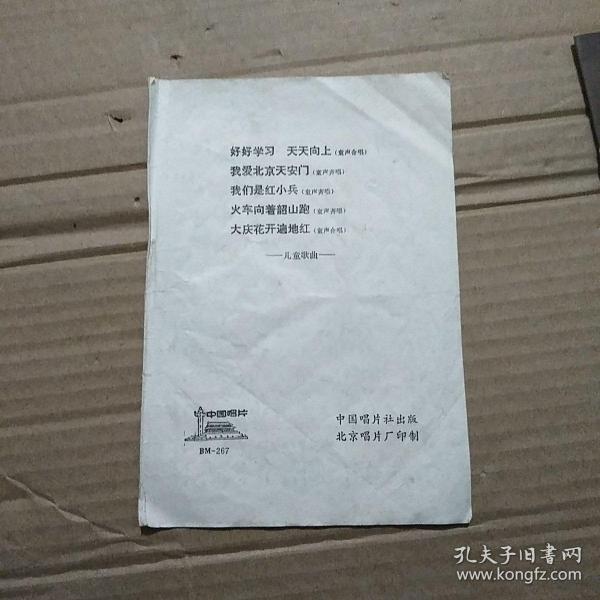 好好学习 天天向上(童声合唱)
我爱北京天安门(童声齐唱)
我们是红小兵(童声齐唱)
火车向着韶山跑(童声齐唱)
大庆花开遍地红(童声合唱)
——儿童歌曲——
中国唱片
BM-267
中国唱片社出版
北京唱片厂印制
孔夫子旧书网
www.kongfz.com